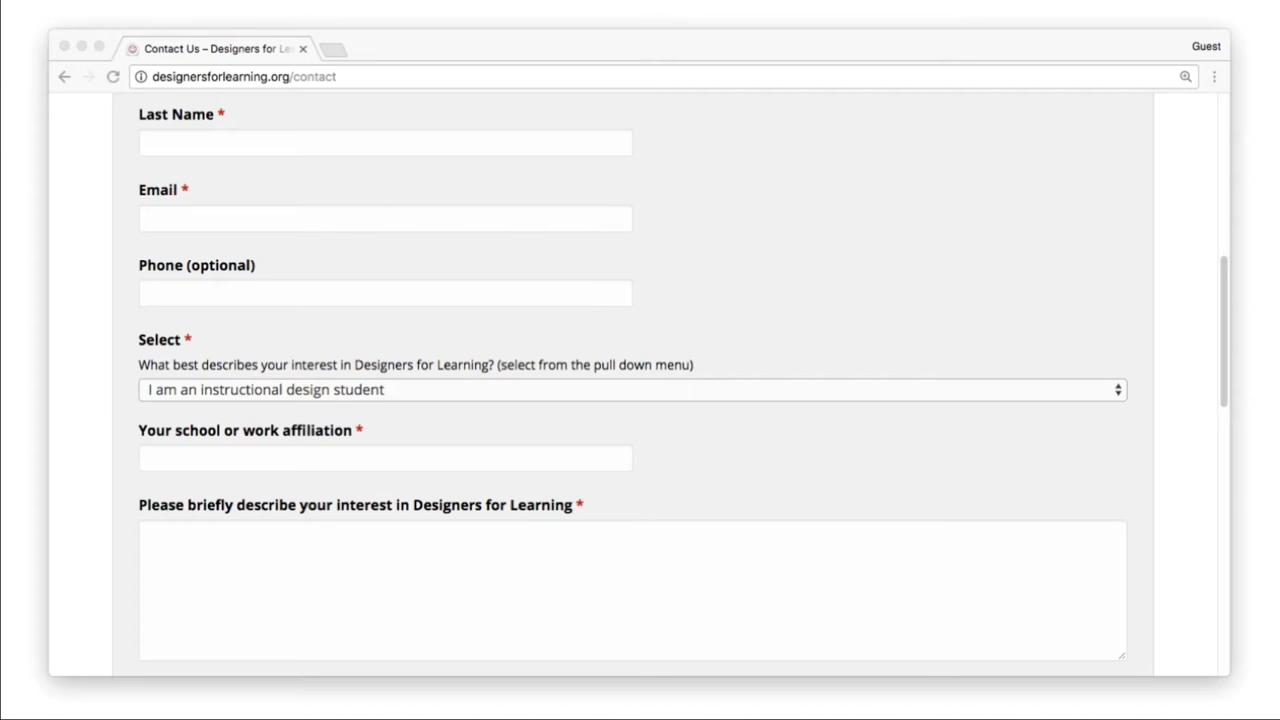 Contact Us – Designers for Le
Guest
designersforlearning.org/contact
Last Name *
Email *
Phone (optional)
Select *
What best describes your interest in Designers for Learning? (select from the pull down menu)
I am an instructional design student
Your school or work affiliation *
Please briefly describe your interest in Designers for Learning *